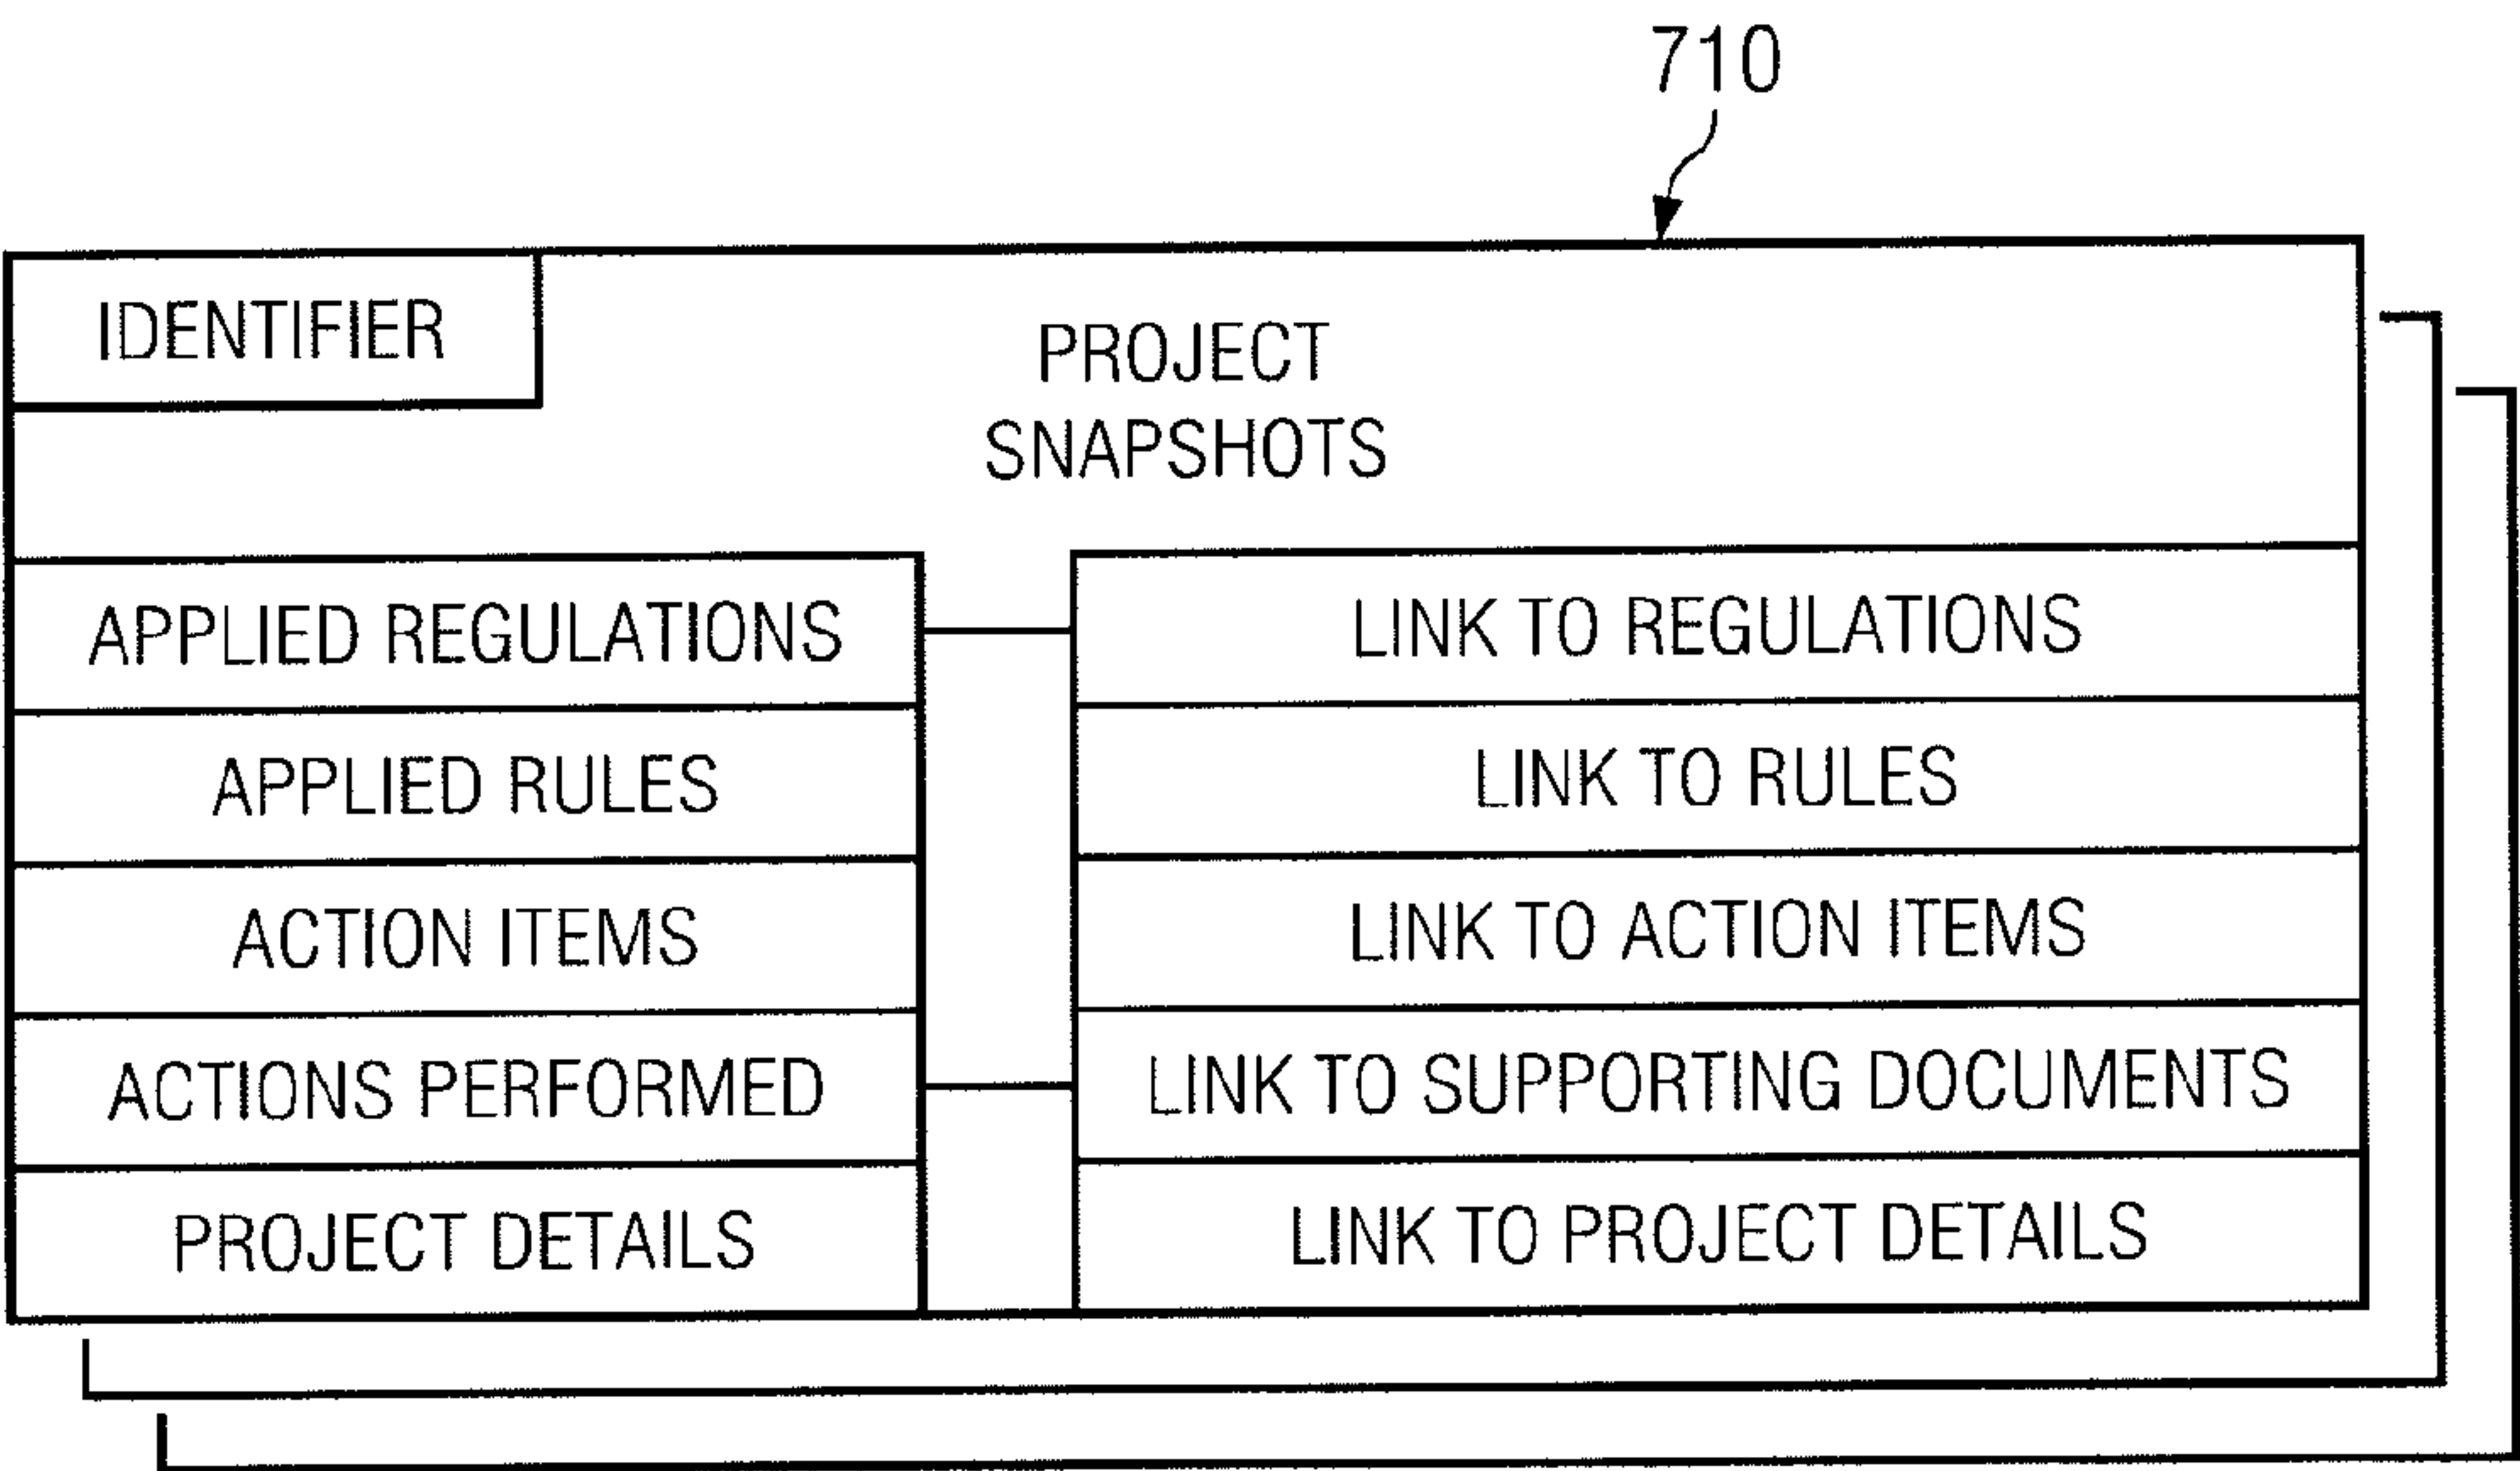 710
IDENTIFIER
PROJECT
SNAPSHOTS
APPLIED REGULATIONS
LINK TO REGULATIONS
APPLIED RULES
LINK TO RULES
ACTION ITEMS
LINK TO ACTION ITEMS
ACTIONS PERFORMED
LINK TO SUPPORTING DOCUMENTS
PROJECT DETAILS
LINK TO PROJECT DETAILS